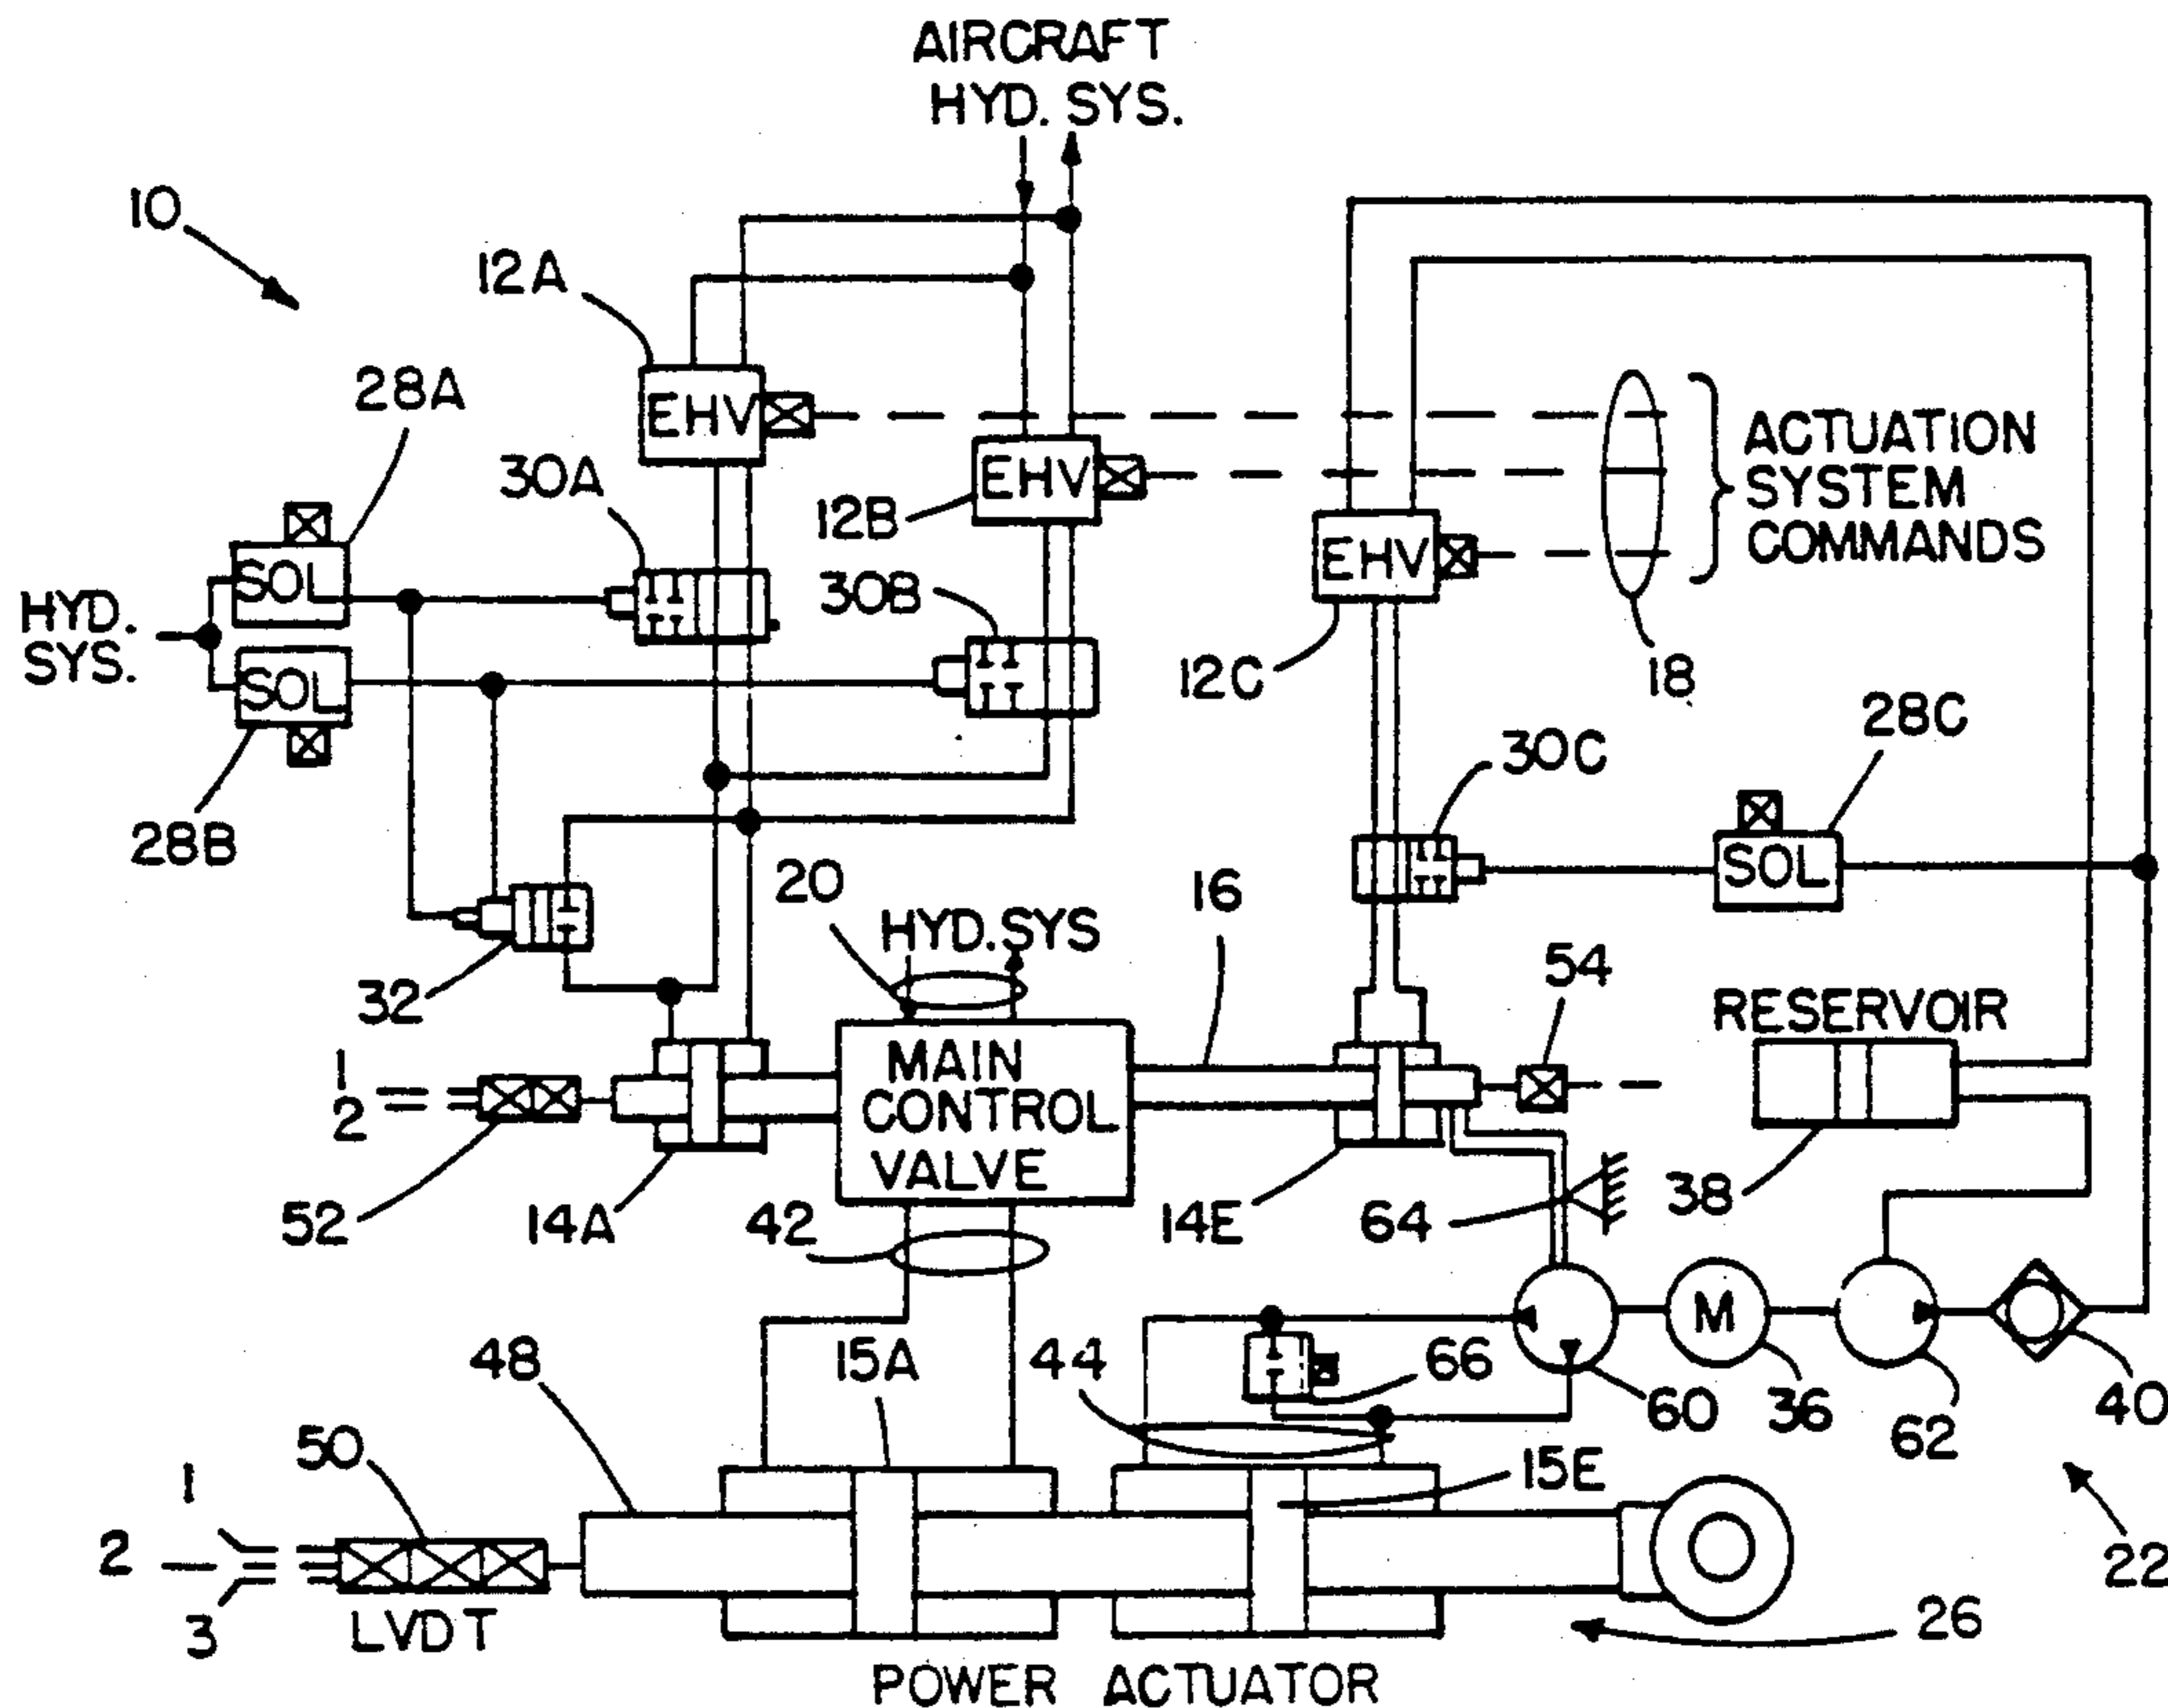 AIRCRAFT
HYD. SYS.
10
12A
28A
EHV
ACTUATION
SYSTEM
COMMANDS
30A
EHV
12B
EHV
SOL
30B
HYD.
SYS.
SOL
12C
18
28C
30C
28B
20
16
SOL
HYD.SYS
54
32
RESERVOIR
1
2
MAIN
CONTROL
VALVE
52
14A
42
14E
64
38
M
48
15A
44
66
60
36
62
40
50
15E
1
2
3
LVDT
22
26
POWER ACTUATOR